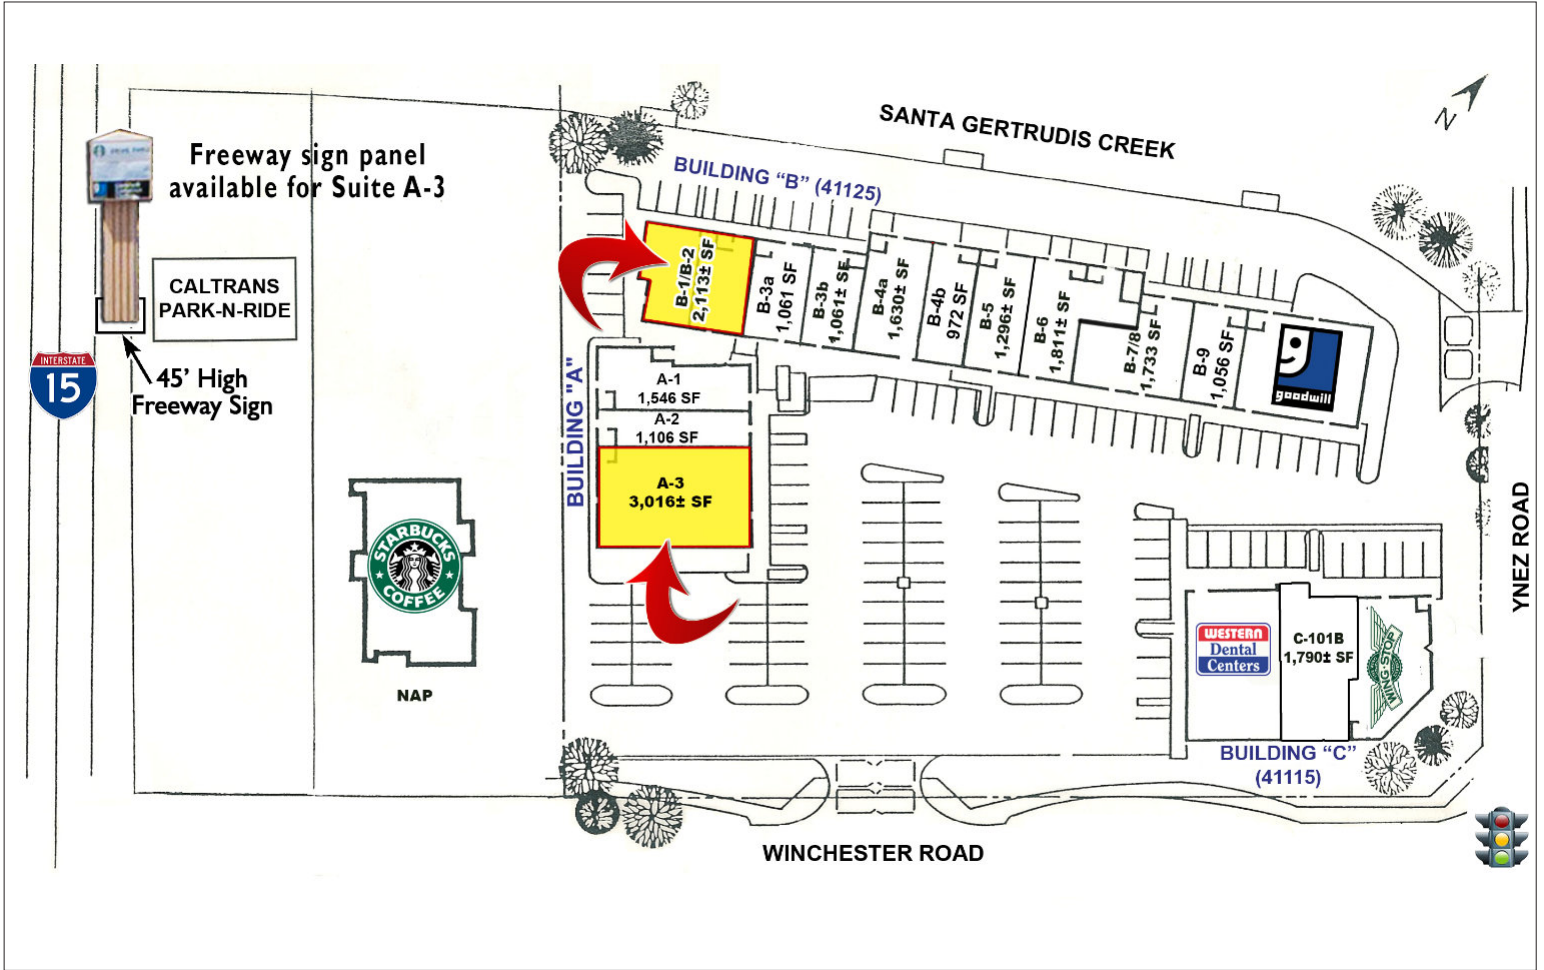 SANTA GERTRUDIS CREEK
N
Freeway sign panel
available for Suite A-3
BUILDING “B” (41125)
CALTRANS
PARK-N-RIDE
INTERSTATE
15
45’ High
Freeway Sign
B-1/B-2
2,113± SF
B-3a
1,061 SF
B-3b
1,061± SF
B-4a
1,630± SF
B-4b
972 SF
B-5
1,296± SF
B-6
1,811± SF
B-7/8
1,733 SF
B-9
1,056 SF
goodwill
BUILDING "A"
A-1
1,546 SF
A-2
1,106 SF
A-3
3,016± SF
STARBUCKS
COFFEE
NAP
YNEZ ROAD
WESTERN
Dental
Centers
C-101B
1,790± SF
WING-STOP
BUILDING “C”
(41115)
WINCHESTER ROAD